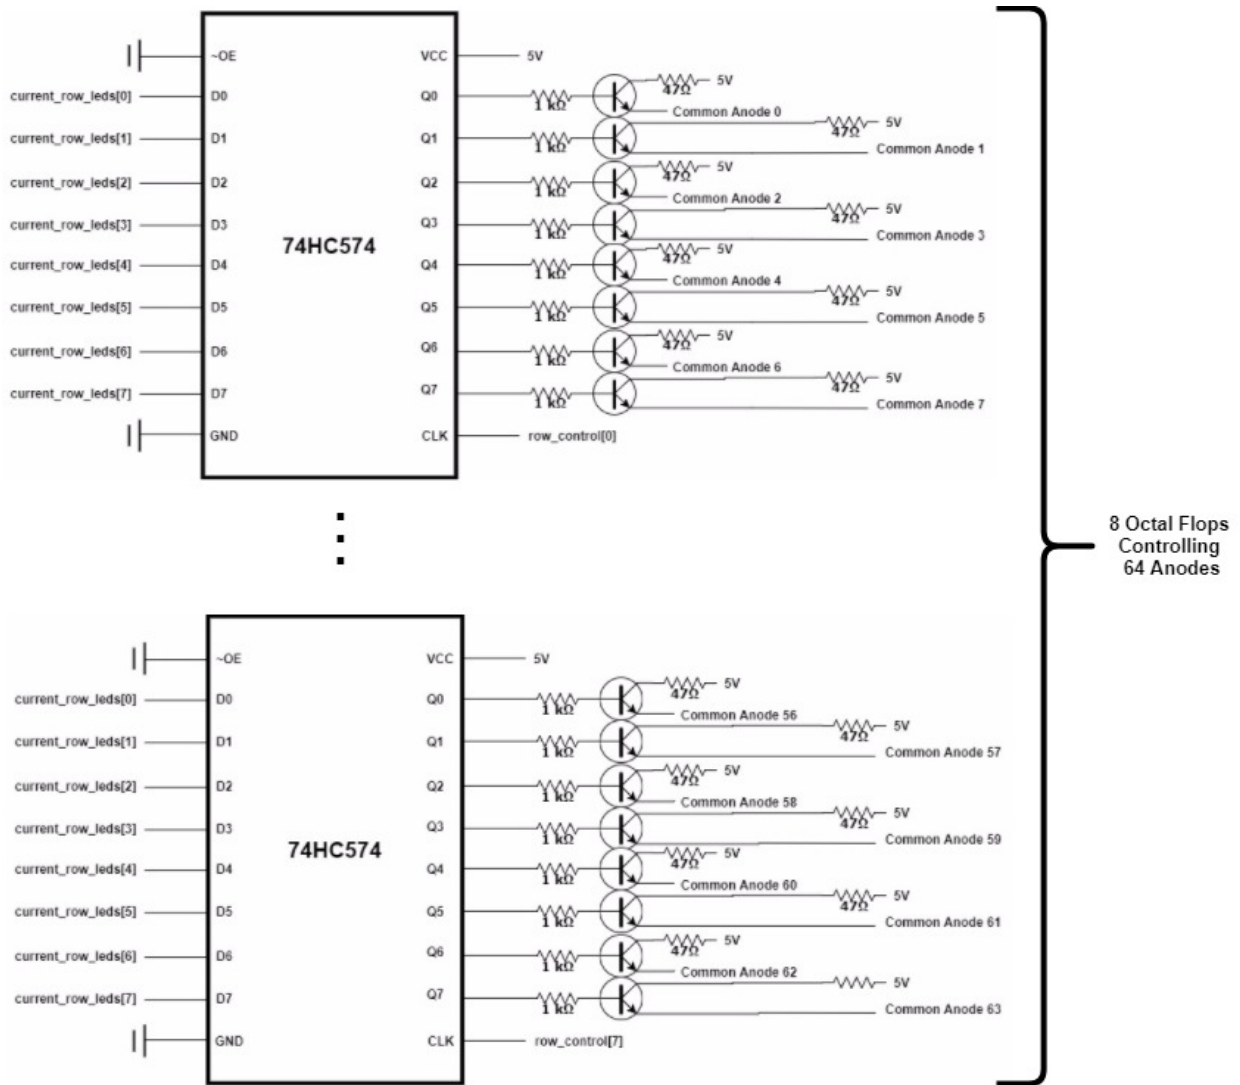 ~OE VCC 5V
current_row_leds[0] D0 Q0 1 kΩ 47Ω 5V
Common Anode 0
current_row_leds[1] D1 Q1 1 kΩ 47Ω 5V
Common Anode 1
current_row_leds[2] D2 Q2 1 kΩ 47Ω 5V
Common Anode 2
current_row_leds[3] D3 Q3 1 kΩ 47Ω 5V
Common Anode 3
74HC574
current_row_leds[4] D4 Q4 1 kΩ 47Ω 5V
Common Anode 4
current_row_leds[5] D5 Q5 1 kΩ 47Ω 5V
Common Anode 5
current_row_leds[6] D6 Q6 1 kΩ 47Ω 5V
Common Anode 6
current_row_leds[7] D7 Q7 1 kΩ 47Ω 5V
Common Anode 7
GND CLK row_control[0]
8 Octal Flops
Controlling
64 Anodes
~OE VCC 5V
current_row_leds[0] D0 Q0 1 kΩ 47Ω 5V
Common Anode 56
current_row_leds[1] D1 Q1 1 kΩ 47Ω 5V
Common Anode 57
current_row_leds[2] D2 Q2 1 kΩ 47Ω 5V
Common Anode 58
current_row_leds[3] D3 Q3 1 kΩ 47Ω 5V
Common Anode 59
74HC574
current_row_leds[4] D4 Q4 1 kΩ 47Ω 5V
Common Anode 60
current_row_leds[5] D5 Q5 1 kΩ 47Ω 5V
Common Anode 61
current_row_leds[6] D6 Q6 1 kΩ 47Ω 5V
Common Anode 62
current_row_leds[7] D7 Q7 1 kΩ 5V
Common Anode 63
GND CLK row_control[7]